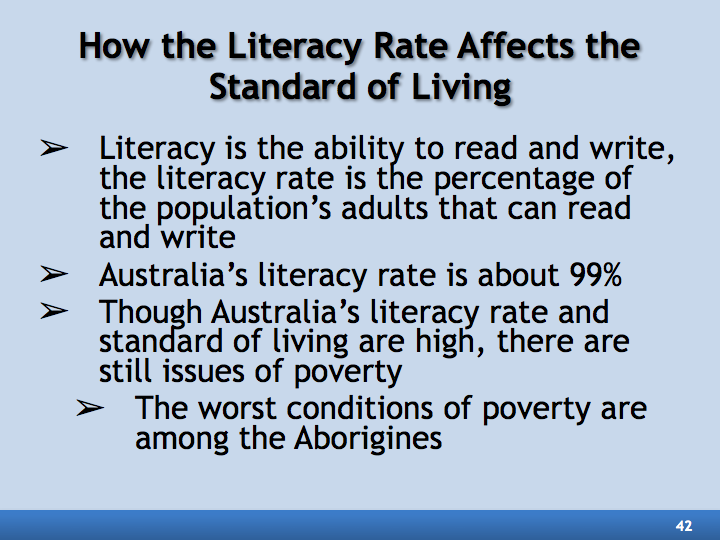 How the Literacy Rate Affects the
Standard of Living
➢ Literacy is the ability to read and write,
the literacy rate is the percentage of
the population’s adults that can read
and write
➢ Australia’s literacy rate is about 99%
➢ Though Australia’s literacy rate and
standard of living are high, there are
still issues of poverty
➢ The worst conditions of poverty are
among the Aborigines
42